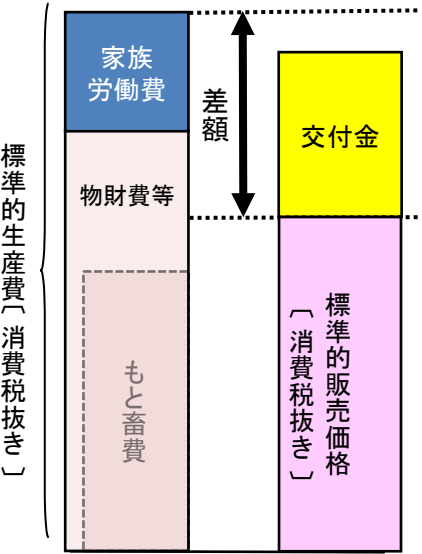 標準的生産費〔消費税抜き〕
家族
労働費
物財費等
もと畜費
差額
交付金
標準的販売価格
〔消費税抜き〕